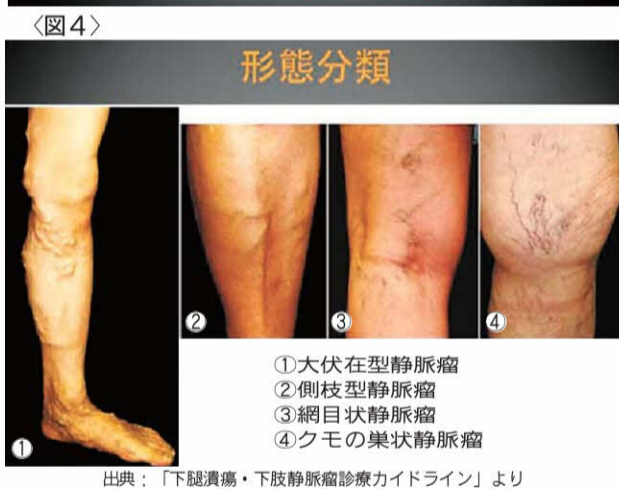 〈図4〉
形態分類
①
②
③
④
①大伏在型静脈瘤
②側枝型静脈瘤
③網目状静脈瘤
④クモの巣状静脈瘤
出典：「下腿潰瘍・下肢静脈瘤診療カイドライン」より